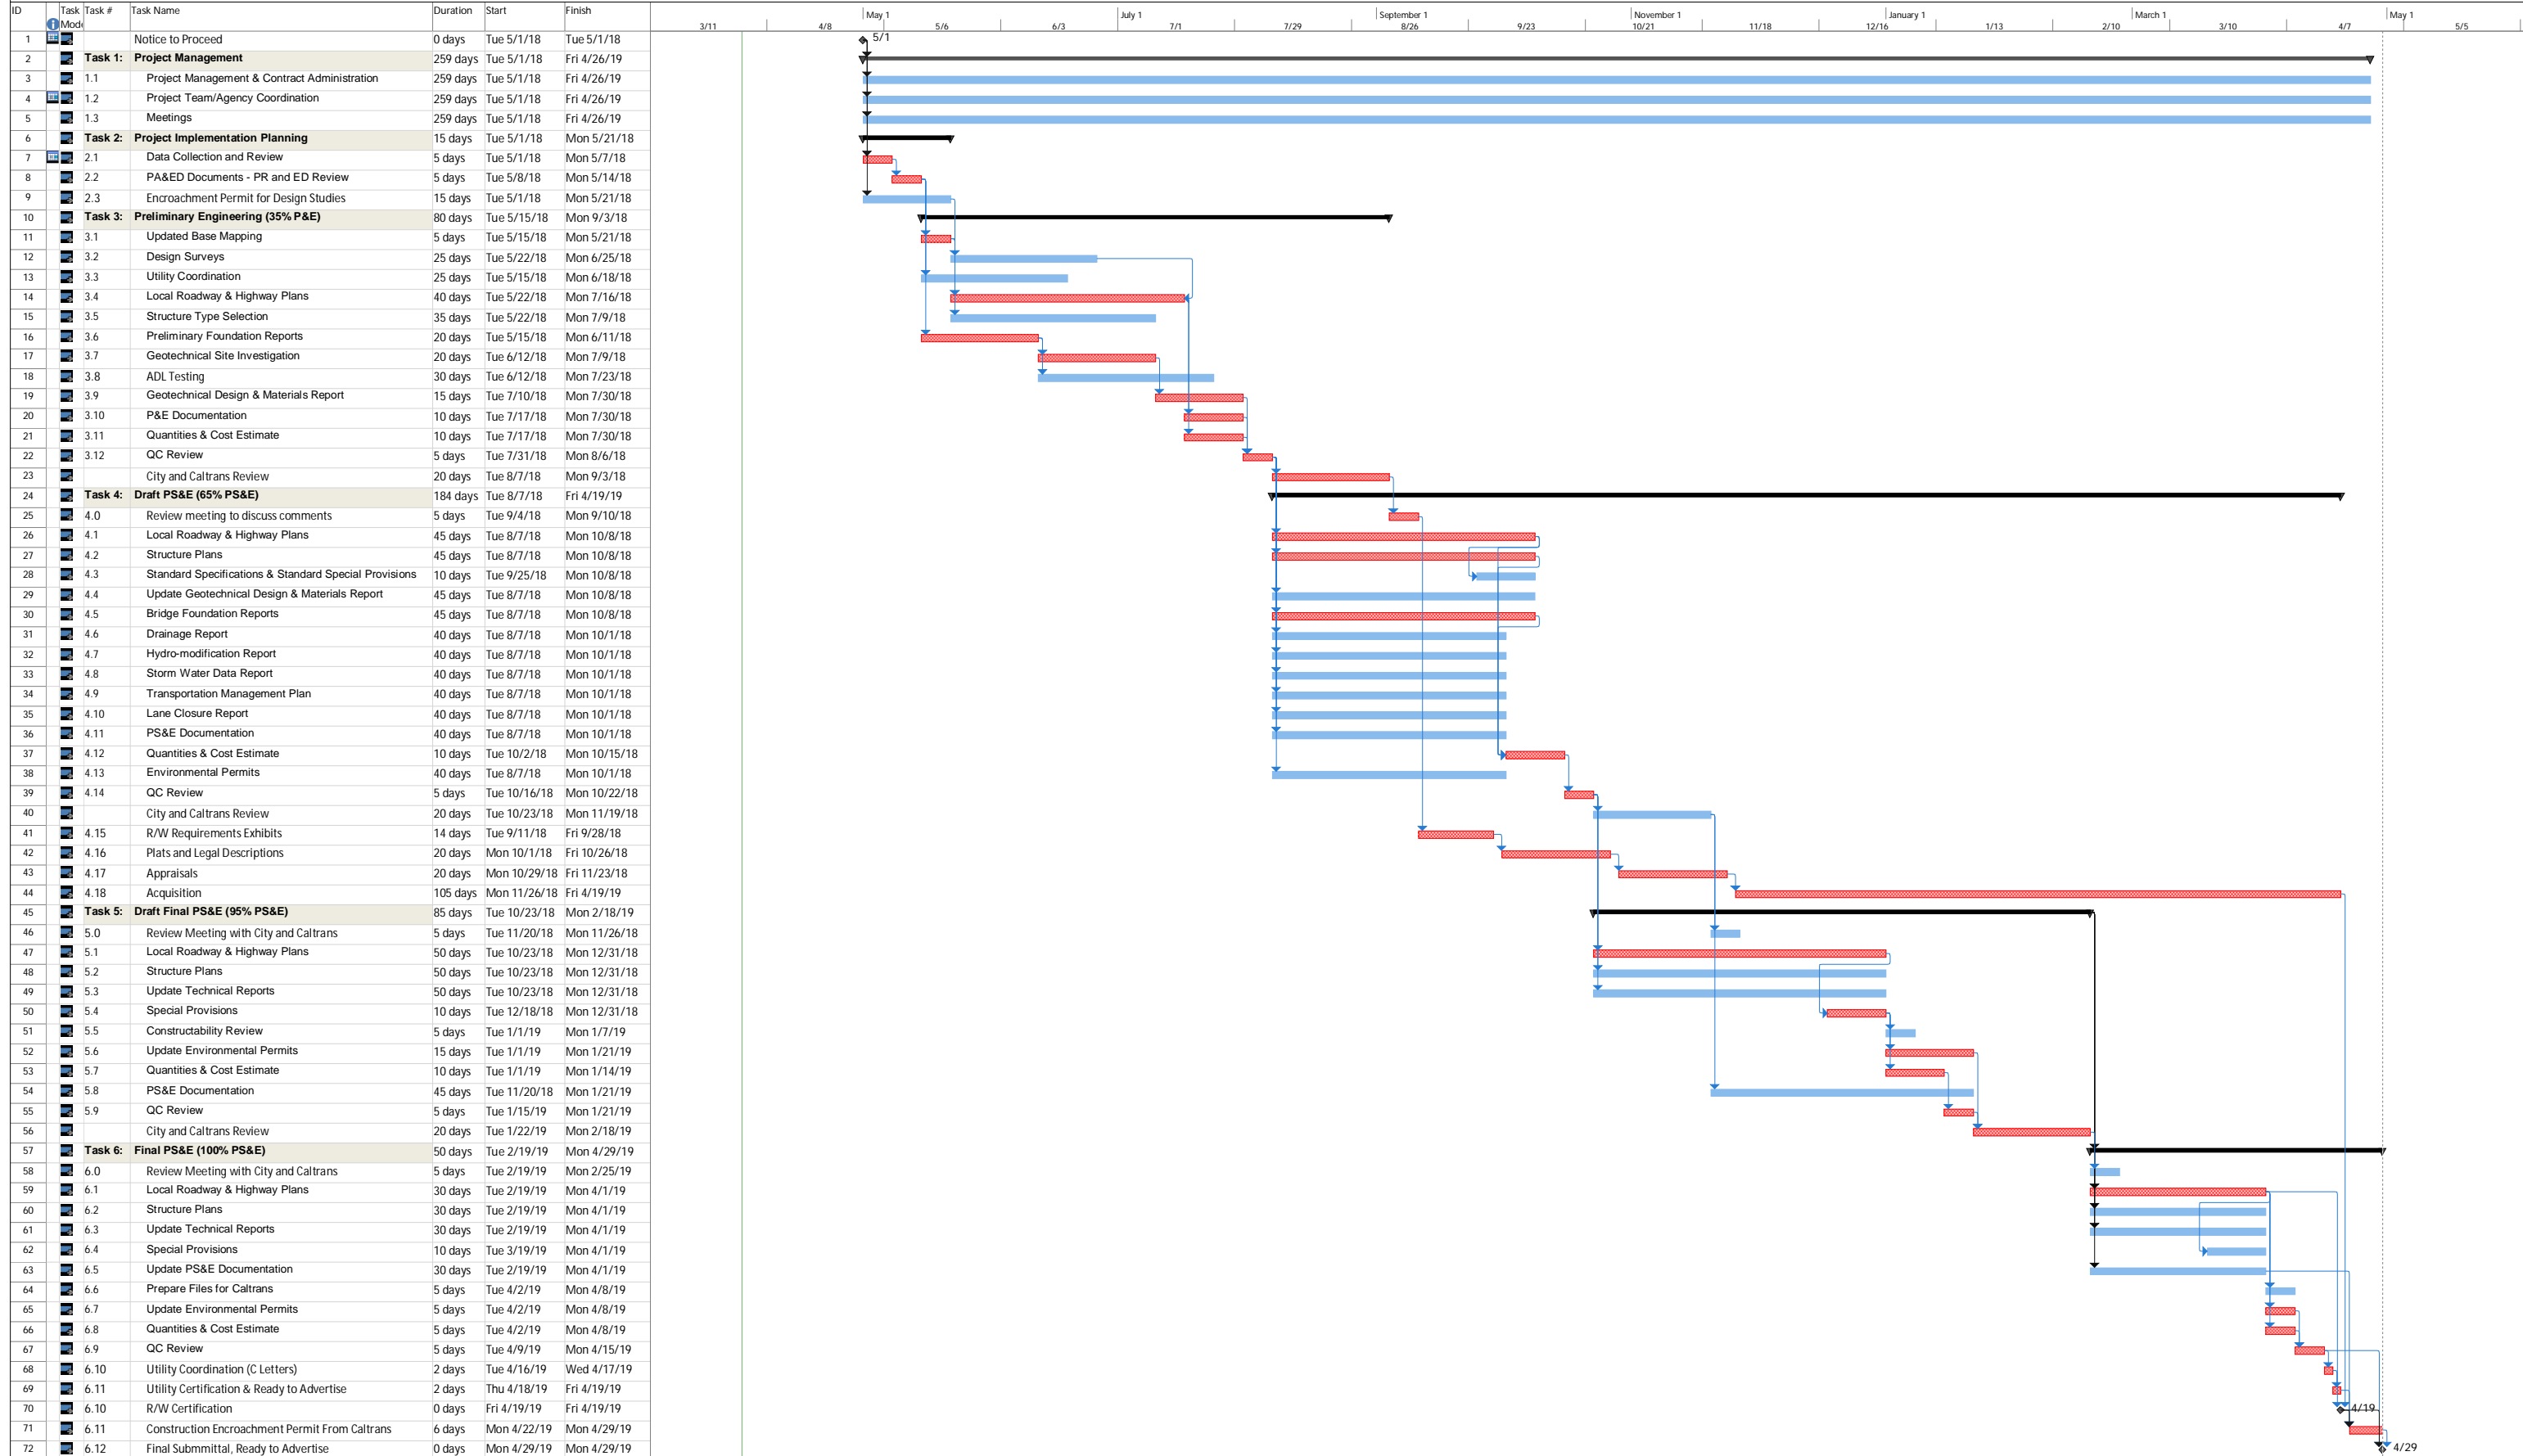 ID Task Mode Task # Task Name Duration Start Finish
May 1 July 1 September 1 November 1 January 1 March 1 May 1
3/11 4/8 5/6 6/3 7/1 7/29 8/26 9/23 10/21 11/18 12/16 1/13 2/10 3/10 4/7 5/5
1 Notice to Proceed 0 days Tue 5/1/18 Tue 5/1/18 5/1
2 Task 1: Project Management 259 days Tue 5/1/18 Fri 4/26/19
3 1.1 Project Management & Contract Administration 259 days Tue 5/1/18 Fri 4/26/19
4 1.2 Project Team/Agency Coordination 259 days Tue 5/1/18 Fri 4/26/19
5 1.3 Meetings 259 days Tue 5/1/18 Fri 4/26/19
6 Task 2: Project Implementation Planning 15 days Tue 5/1/18 Mon 5/21/18
7 2.1 Data Collection and Review 5 days Tue 5/1/18 Mon 5/7/18
8 2.2 PA&ED Documents - PR and ED Review 5 days Tue 5/8/18 Mon 5/14/18
9 2.3 Encroachment Permit for Design Studies 15 days Tue 5/1/18 Mon 5/21/18
10 Task 3: Preliminary Engineering (35% P&E) 80 days Tue 5/15/18 Mon 9/3/18
11 3.1 Updated Base Mapping 5 days Tue 5/15/18 Mon 5/21/18
12 3.2 Design Surveys 25 days Tue 5/22/18 Mon 6/25/18
13 3.3 Utility Coordination 25 days Tue 5/15/18 Mon 6/18/18
14 3.4 Local Roadway & Highway Plans 40 days Tue 5/22/18 Mon 7/16/18
15 3.5 Structure Type Selection 35 days Tue 5/22/18 Mon 7/9/18
16 3.6 Preliminary Foundation Reports 20 days Tue 5/15/18 Mon 6/11/18
17 3.7 Geotechnical Site Investigation 20 days Tue 6/12/18 Mon 7/9/18
18 3.8 ADL Testing 30 days Tue 6/12/18 Mon 7/23/18
19 3.9 Geotechnical Design & Materials Report 15 days Tue 7/10/18 Mon 7/30/18
20 3.10 P&E Documentation 10 days Tue 7/17/18 Mon 7/30/18
21 3.11 Quantities & Cost Estimate 10 days Tue 7/17/18 Mon 7/30/18
22 3.12 QC Review 5 days Tue 7/31/18 Mon 8/6/18
23 City and Caltrans Review 20 days Tue 8/7/18 Mon 9/3/18
24 Task 4: Draft PS&E (65% PS&E) 184 days Tue 8/7/18 Fri 4/19/19
25 4.0 Review meeting to discuss comments 5 days Tue 9/4/18 Mon 9/10/18
26 4.1 Local Roadway & Highway Plans 45 days Tue 8/7/18 Mon 10/8/18
27 4.2 Structure Plans 45 days Tue 8/7/18 Mon 10/8/18
28 4.3 Standard Specifications & Standard Special Provisions 10 days Tue 9/25/18 Mon 10/8/18
29 4.4 Update Geotechnical Design & Materials Report 45 days Tue 8/7/18 Mon 10/8/18
30 4.5 Bridge Foundation Reports 45 days Tue 8/7/18 Mon 10/8/18
31 4.6 Drainage Report 40 days Tue 8/7/18 Mon 10/1/18
32 4.7 Hydro-modification Report 40 days Tue 8/7/18 Mon 10/1/18
33 4.8 Storm Water Data Report 40 days Tue 8/7/18 Mon 10/1/18
34 4.9 Transportation Management Plan 40 days Tue 8/7/18 Mon 10/1/18
35 4.10 Lane Closure Report 40 days Tue 8/7/18 Mon 10/1/18
36 4.11 PS&E Documentation 40 days Tue 8/7/18 Mon 10/1/18
37 4.12 Quantities & Cost Estimate 10 days Tue 10/2/18 Mon 10/15/18
38 4.13 Environmental Permits 40 days Tue 8/7/18 Mon 10/1/18
39 4.14 QC Review 5 days Tue 10/16/18 Mon 10/22/18
40 City and Caltrans Review 20 days Tue 10/23/18 Mon 11/19/18
41 4.15 R/W Requirements Exhibits 14 days Tue 9/11/18 Fri 9/28/18
42 4.16 Plats and Legal Descriptions 20 days Mon 10/1/18 Fri 10/26/18
43 4.17 Appraisals 20 days Mon 10/29/18 Fri 11/23/18
44 4.18 Acquisition 105 days Mon 11/26/18 Fri 4/19/19
45 Task 5: Draft Final PS&E (95% PS&E) 85 days Tue 10/23/18 Mon 2/18/19
46 5.0 Review Meeting with City and Caltrans 5 days Tue 11/20/18 Mon 11/26/18
47 5.1 Local Roadway & Highway Plans 50 days Tue 10/23/18 Mon 12/31/18
48 5.2 Structure Plans 50 days Tue 10/23/18 Mon 12/31/18
49 5.3 Update Technical Reports 50 days Tue 10/23/18 Mon 12/31/18
50 5.4 Special Provisions 10 days Tue 12/18/18 Mon 12/31/18
51 5.5 Constructability Review 5 days Tue 1/1/19 Mon 1/7/19
52 5.6 Update Environmental Permits 15 days Tue 1/1/19 Mon 1/21/19
53 5.7 Quantities & Cost Estimate 10 days Tue 1/1/19 Mon 1/14/19
54 5.8 PS&E Documentation 45 days Tue 11/20/18 Mon 1/21/19
55 5.9 QC Review 5 days Tue 1/15/19 Mon 1/21/19
56 City and Caltrans Review 20 days Tue 1/22/19 Mon 2/18/19
57 Task 6: Final PS&E (100% PS&E) 50 days Tue 2/19/19 Mon 4/29/19
58 6.0 Review Meeting with City and Caltrans 5 days Tue 2/19/19 Mon 2/25/19
59 6.1 Local Roadway & Highway Plans 30 days Tue 2/19/19 Mon 4/1/19
60 6.2 Structure Plans 30 days Tue 2/19/19 Mon 4/1/19
61 6.3 Update Technical Reports 30 days Tue 2/19/19 Mon 4/1/19
62 6.4 Special Provisions 10 days Tue 3/19/19 Mon 4/1/19
63 6.5 Update PS&E Documentation 30 days Tue 2/19/19 Mon 4/1/19
64 6.6 Prepare Files for Caltrans 5 days Tue 4/2/19 Mon 4/8/19
65 6.7 Update Environmental Permits 5 days Tue 4/2/19 Mon 4/8/19
66 6.8 Quantities & Cost Estimate 5 days Tue 4/2/19 Mon 4/8/19
67 6.9 QC Review 5 days Tue 4/9/19 Mon 4/15/19
68 6.10 Utility Coordination (C Letters) 2 days Tue 4/16/19 Wed 4/17/19
69 6.11 Utility Certification & Ready to Advertise 2 days Thu 4/18/19 Fri 4/19/19
70 6.10 R/W Certification 0 days Fri 4/19/19 Fri 4/19/19 4/19
71 6.11 Construction Encroachment Permit From Caltrans 6 days Mon 4/22/19 Mon 4/29/19
72 6.12 Final Submmittal, Ready to Advertise 0 days Mon 4/29/19 Mon 4/29/19 4/29